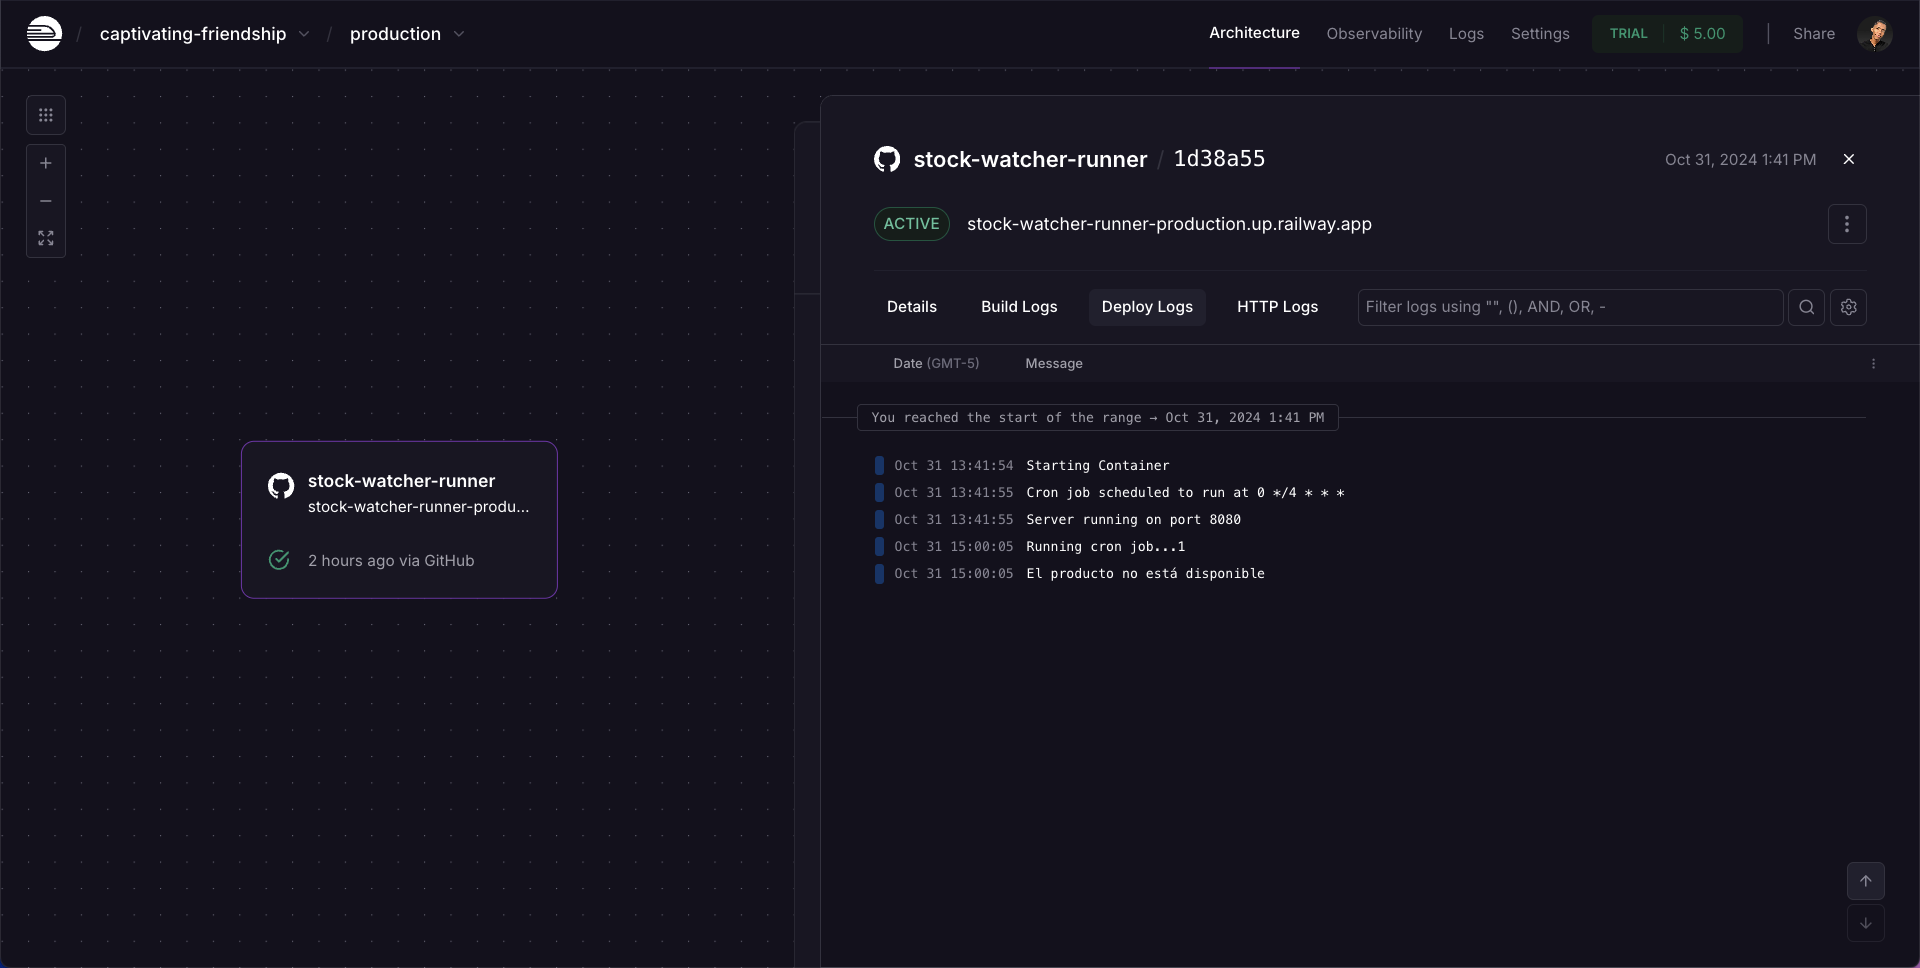 / captivating-friendship / production
Architecture Observability Logs Settings TRIAL $ 5.00 Share
stock-watcher-runner / 1d38a55 Oct 31, 2024 1:41 PM
ACTIVE stock-watcher-runner-production.up.railway.app
Details Build Logs Deploy Logs HTTP Logs Filter logs using "", (), AND, OR, -
Date (GMT-5) Message
You reached the start of the range → Oct 31, 2024 1:41 PM
Oct 31 13:41:54 Starting Container
Oct 31 13:41:55 Cron job scheduled to run at 0 */4 * * *
Oct 31 13:41:55 Server running on port 8080
Oct 31 15:00:05 Running cron job...1
Oct 31 15:00:05 El producto no está disponible
stock-watcher-runner
stock-watcher-runner-produ...
2 hours ago via GitHub